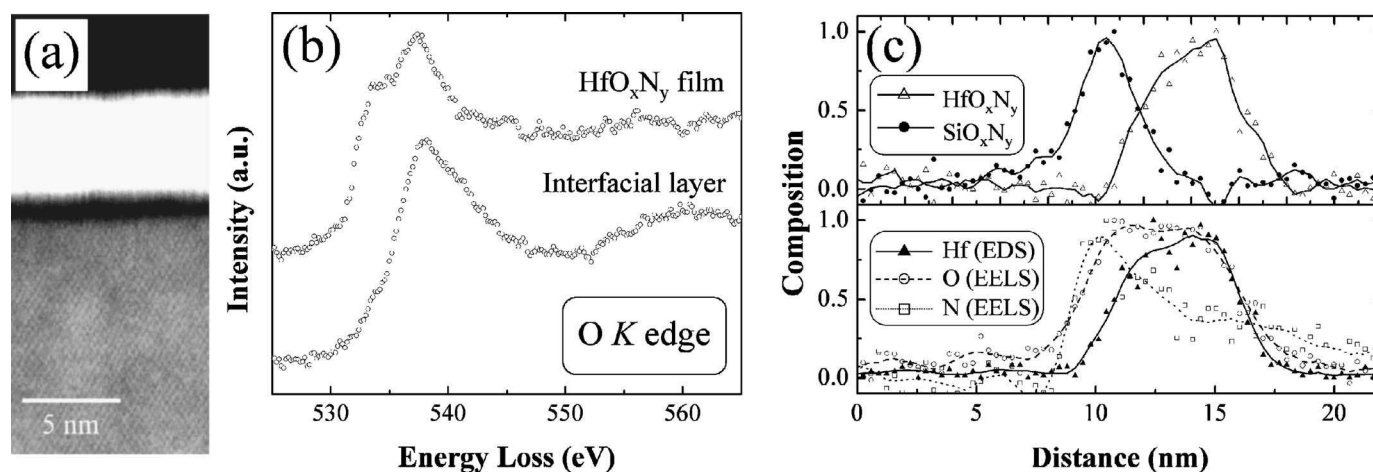 (a)
5 nm
(b)
HfOxNy film
Interfacial layer
O K edge
Intensity (a.u.)
530 540 550 560
Energy Loss (eV)
(c)
HfOxNy
SiOxNy
1.0
0.5
0.0
Composition
Hf (EDS)
O (EELS)
N (EELS)
1.0
0.5
0.0
0 5 10 15 20
Distance (nm)